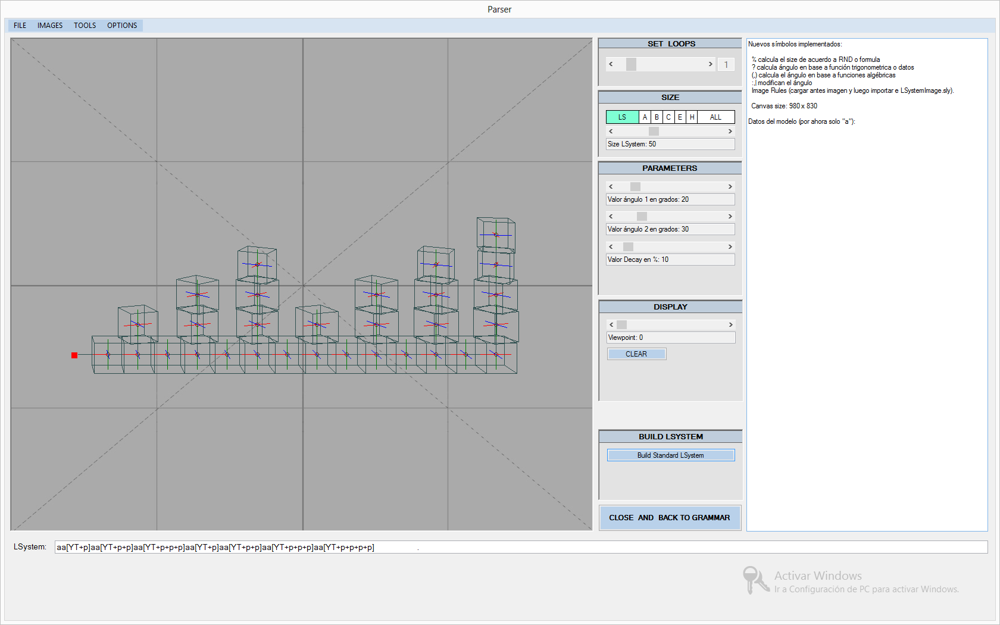 Parser
FILE IMAGES TOOLS OPTIONS
SET LOOPS
1
SIZE
LS A B C E H ALL
Size LSystem: 50
PARAMETERS
Valor ángulo 1 en grados: 20
Valor ángulo 2 en grados: 30
Valor Decay en %: 10
DISPLAY
Viewpoint: 0
CLEAR
BUILD LSYSTEM
Build Standard LSystem
CLOSE AND BACK TO GRAMMAR
Nuevos símbolos implementados:
% calcula el size de acuerdo a RND o formula
? calcula ángulo en base a función trigonometrica o datos
(,) calcula el ángulo en base a funciones algébricas
:,| modifican el ángulo
Image Rules (cargar antes imagen y luego importar e LSystemImage.sly).
Canvas size: 980 x 830
Datos del modelo (por ahora solo "a"):
LSystem: aa[YT+p]aa[YT+p+p]aa[YT+p+p+p]aa[YT+p]aa[YT+p+p]aa[YT+p+p+p]aa[YT+p+p+p+p] .
Activar Windows
Ir a Configuración de PC para activar Windows.